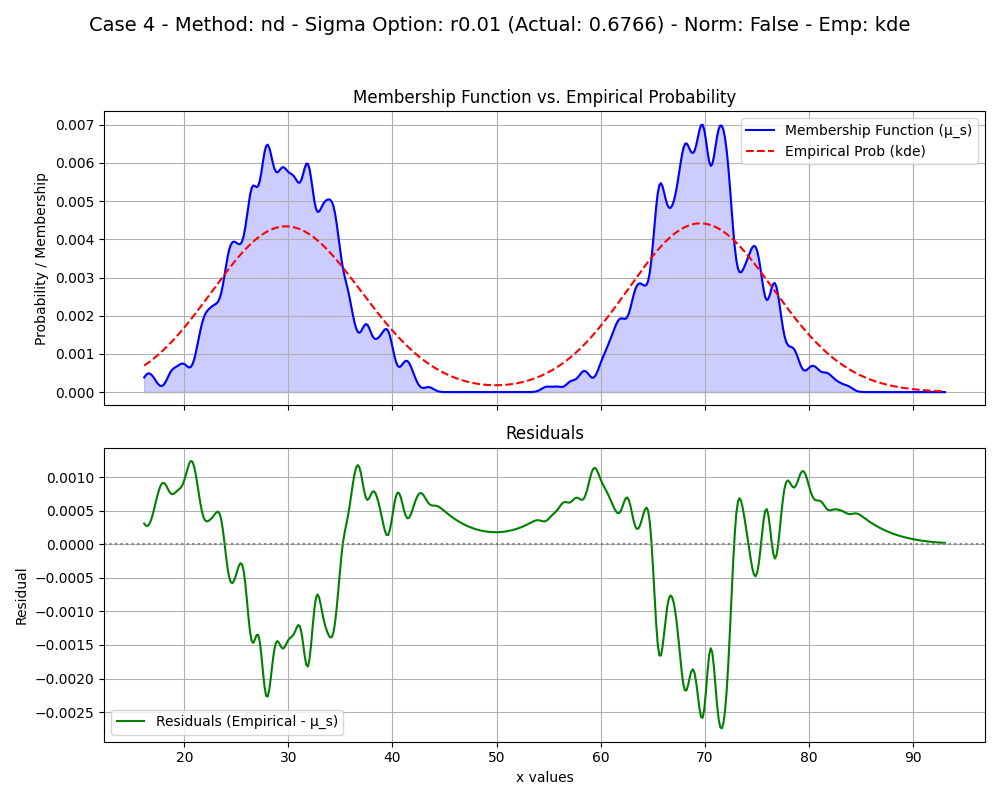 Case 4 - Method: nd - Sigma Option: r0.01 (Actual: 0.6766) - Norm: False - Emp: kde
Membership Function vs. Empirical Probability
Probability / Membership
0.007
0.006
0.005
0.004
0.003
0.002
0.001
0.000
Membership Function (μ_s)
Empirical Prob (kde)
Residuals
Residual
0.0010
0.0005
0.0000
−0.0005
−0.0010
−0.0015
−0.0020
−0.0025
Residuals (Empirical - μ_s)
20 30 40 50 60 70 80 90
x values